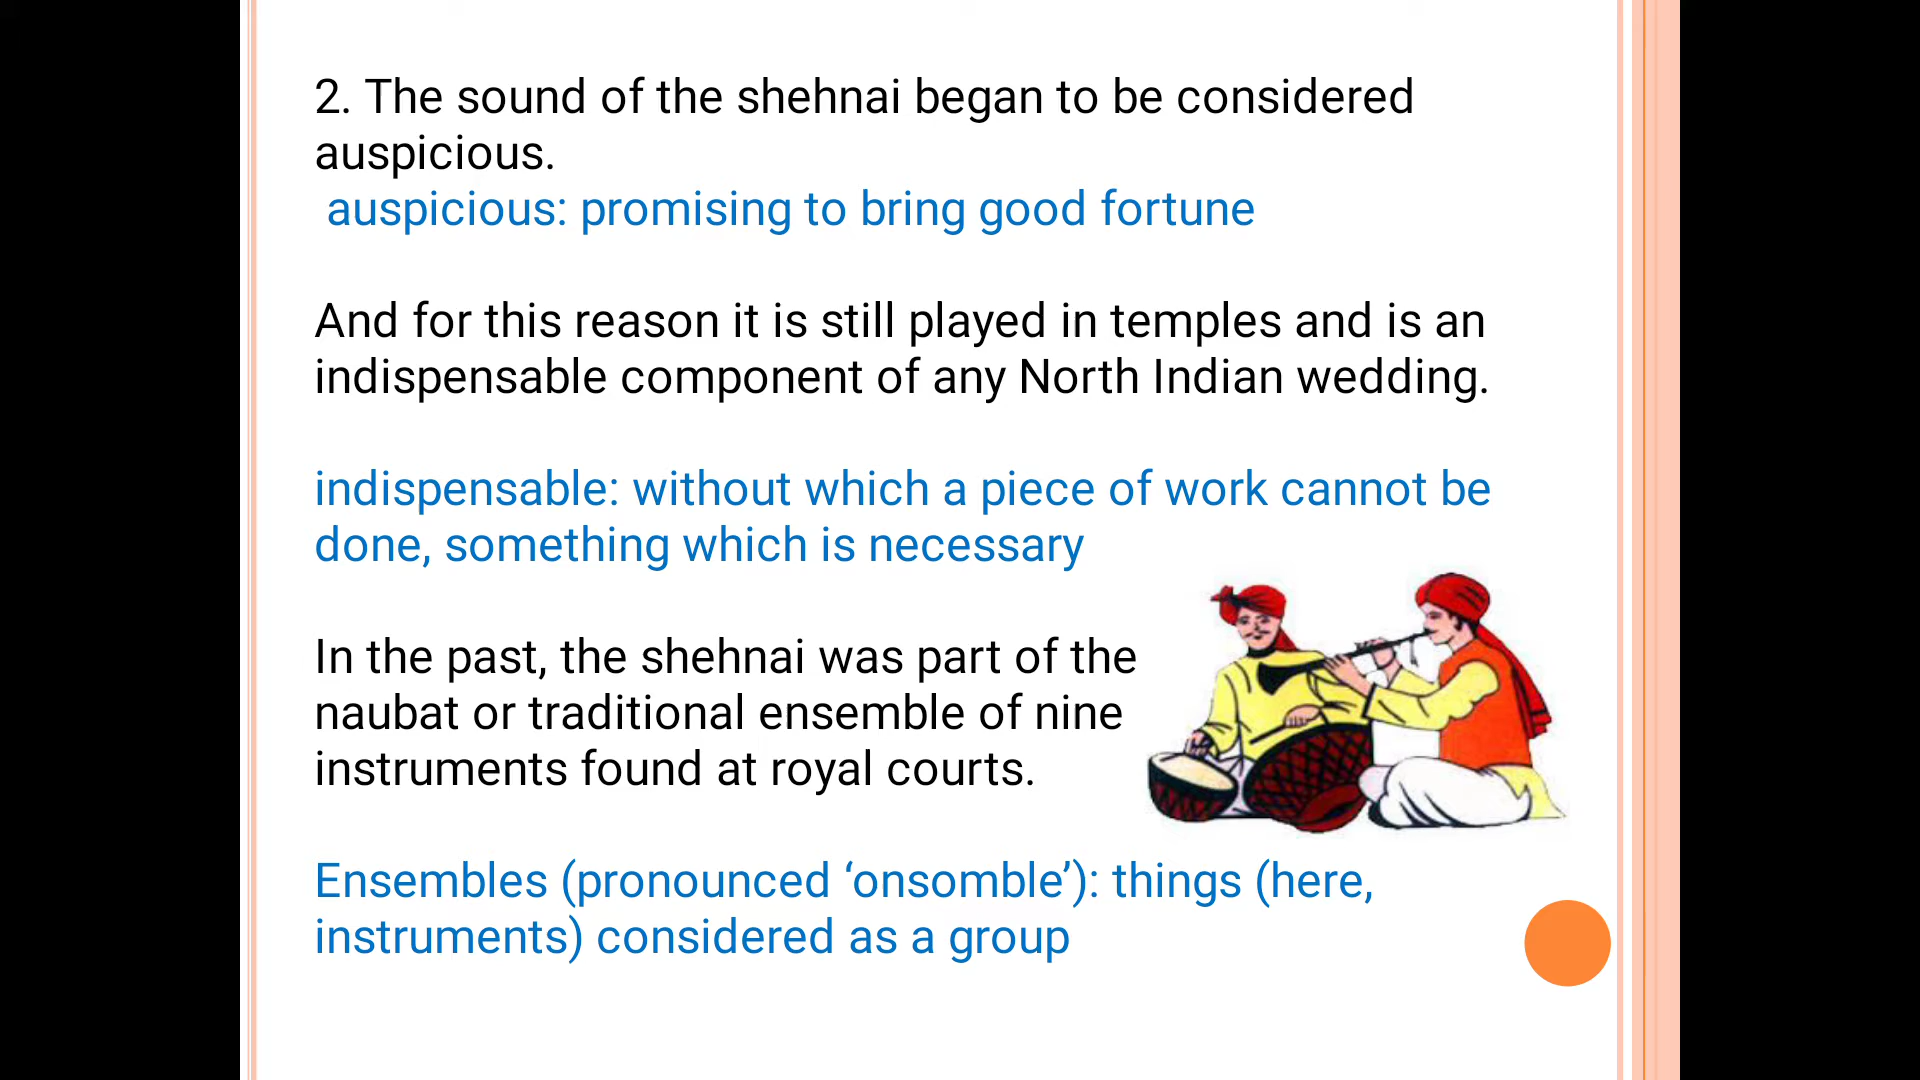 2. The sound of the shehnai began to be considered
auspicious.
auspicious: promising to bring good fortune
And for this reason it is still played in temples and is an
indispensable component of any North Indian wedding.
indispensable: without which a piece of work cannot be
done, something which is necessary
In the past, the shehnai was part of the
naubat or traditional ensemble of nine
instruments found at royal courts.
Ensembles (pronounced ‘onsomble’): things (here,
instruments) considered as a group